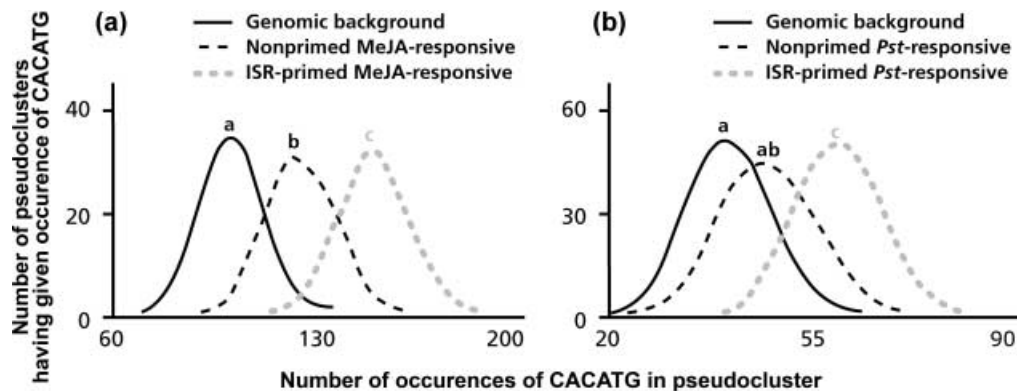 (a)
Genomic background
Nonprimed MeJA-responsive
ISR-primed MeJA-responsive
Number of pseudoclusters
having given occurence of CACATG
40
20
0
a
b
c
60
130
200
(b)
Genomic background
Nonprimed Pst-responsive
ISR-primed Pst-responsive
60
30
0
a
ab
c
20
55
90
Number of occurences of CACATG in pseudocluster